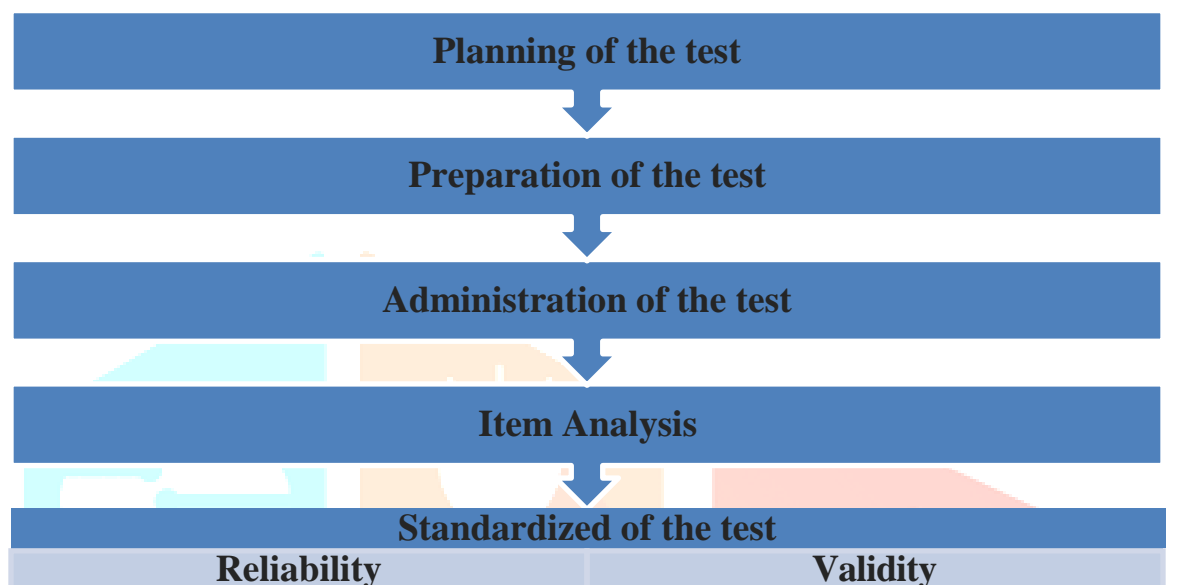 Planning of the test
Preparation of the test
Administration of the test
Item Analysis
Standardized of the test
Reliability Validity